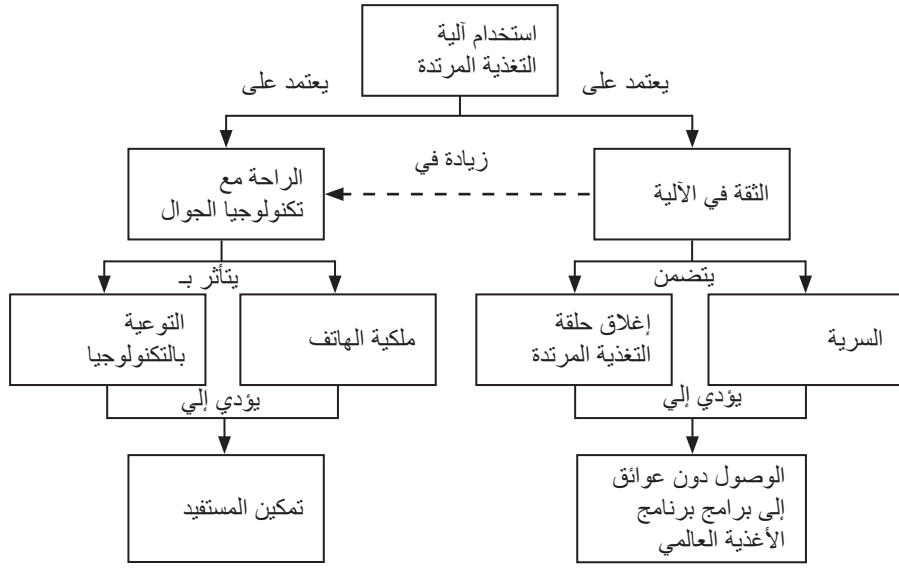 استخدام آلية
التغذية المرتدة
يعتمد على
يعتمد على
الثقة في الآلية
زيادة في
الراحة مع
تكنولوجيا الجوال
يتضمن
يتأثر بـ
السرية
إغلاق حلقة
التغذية المرتدة
ملكية الهاتف
التوعية
بالتكنولوجيا
يؤدي إلي
يؤدي إلي
الوصول دون عوائق
إلى برامج برنامج
الأغذية العالمي
تمكين المستفيد